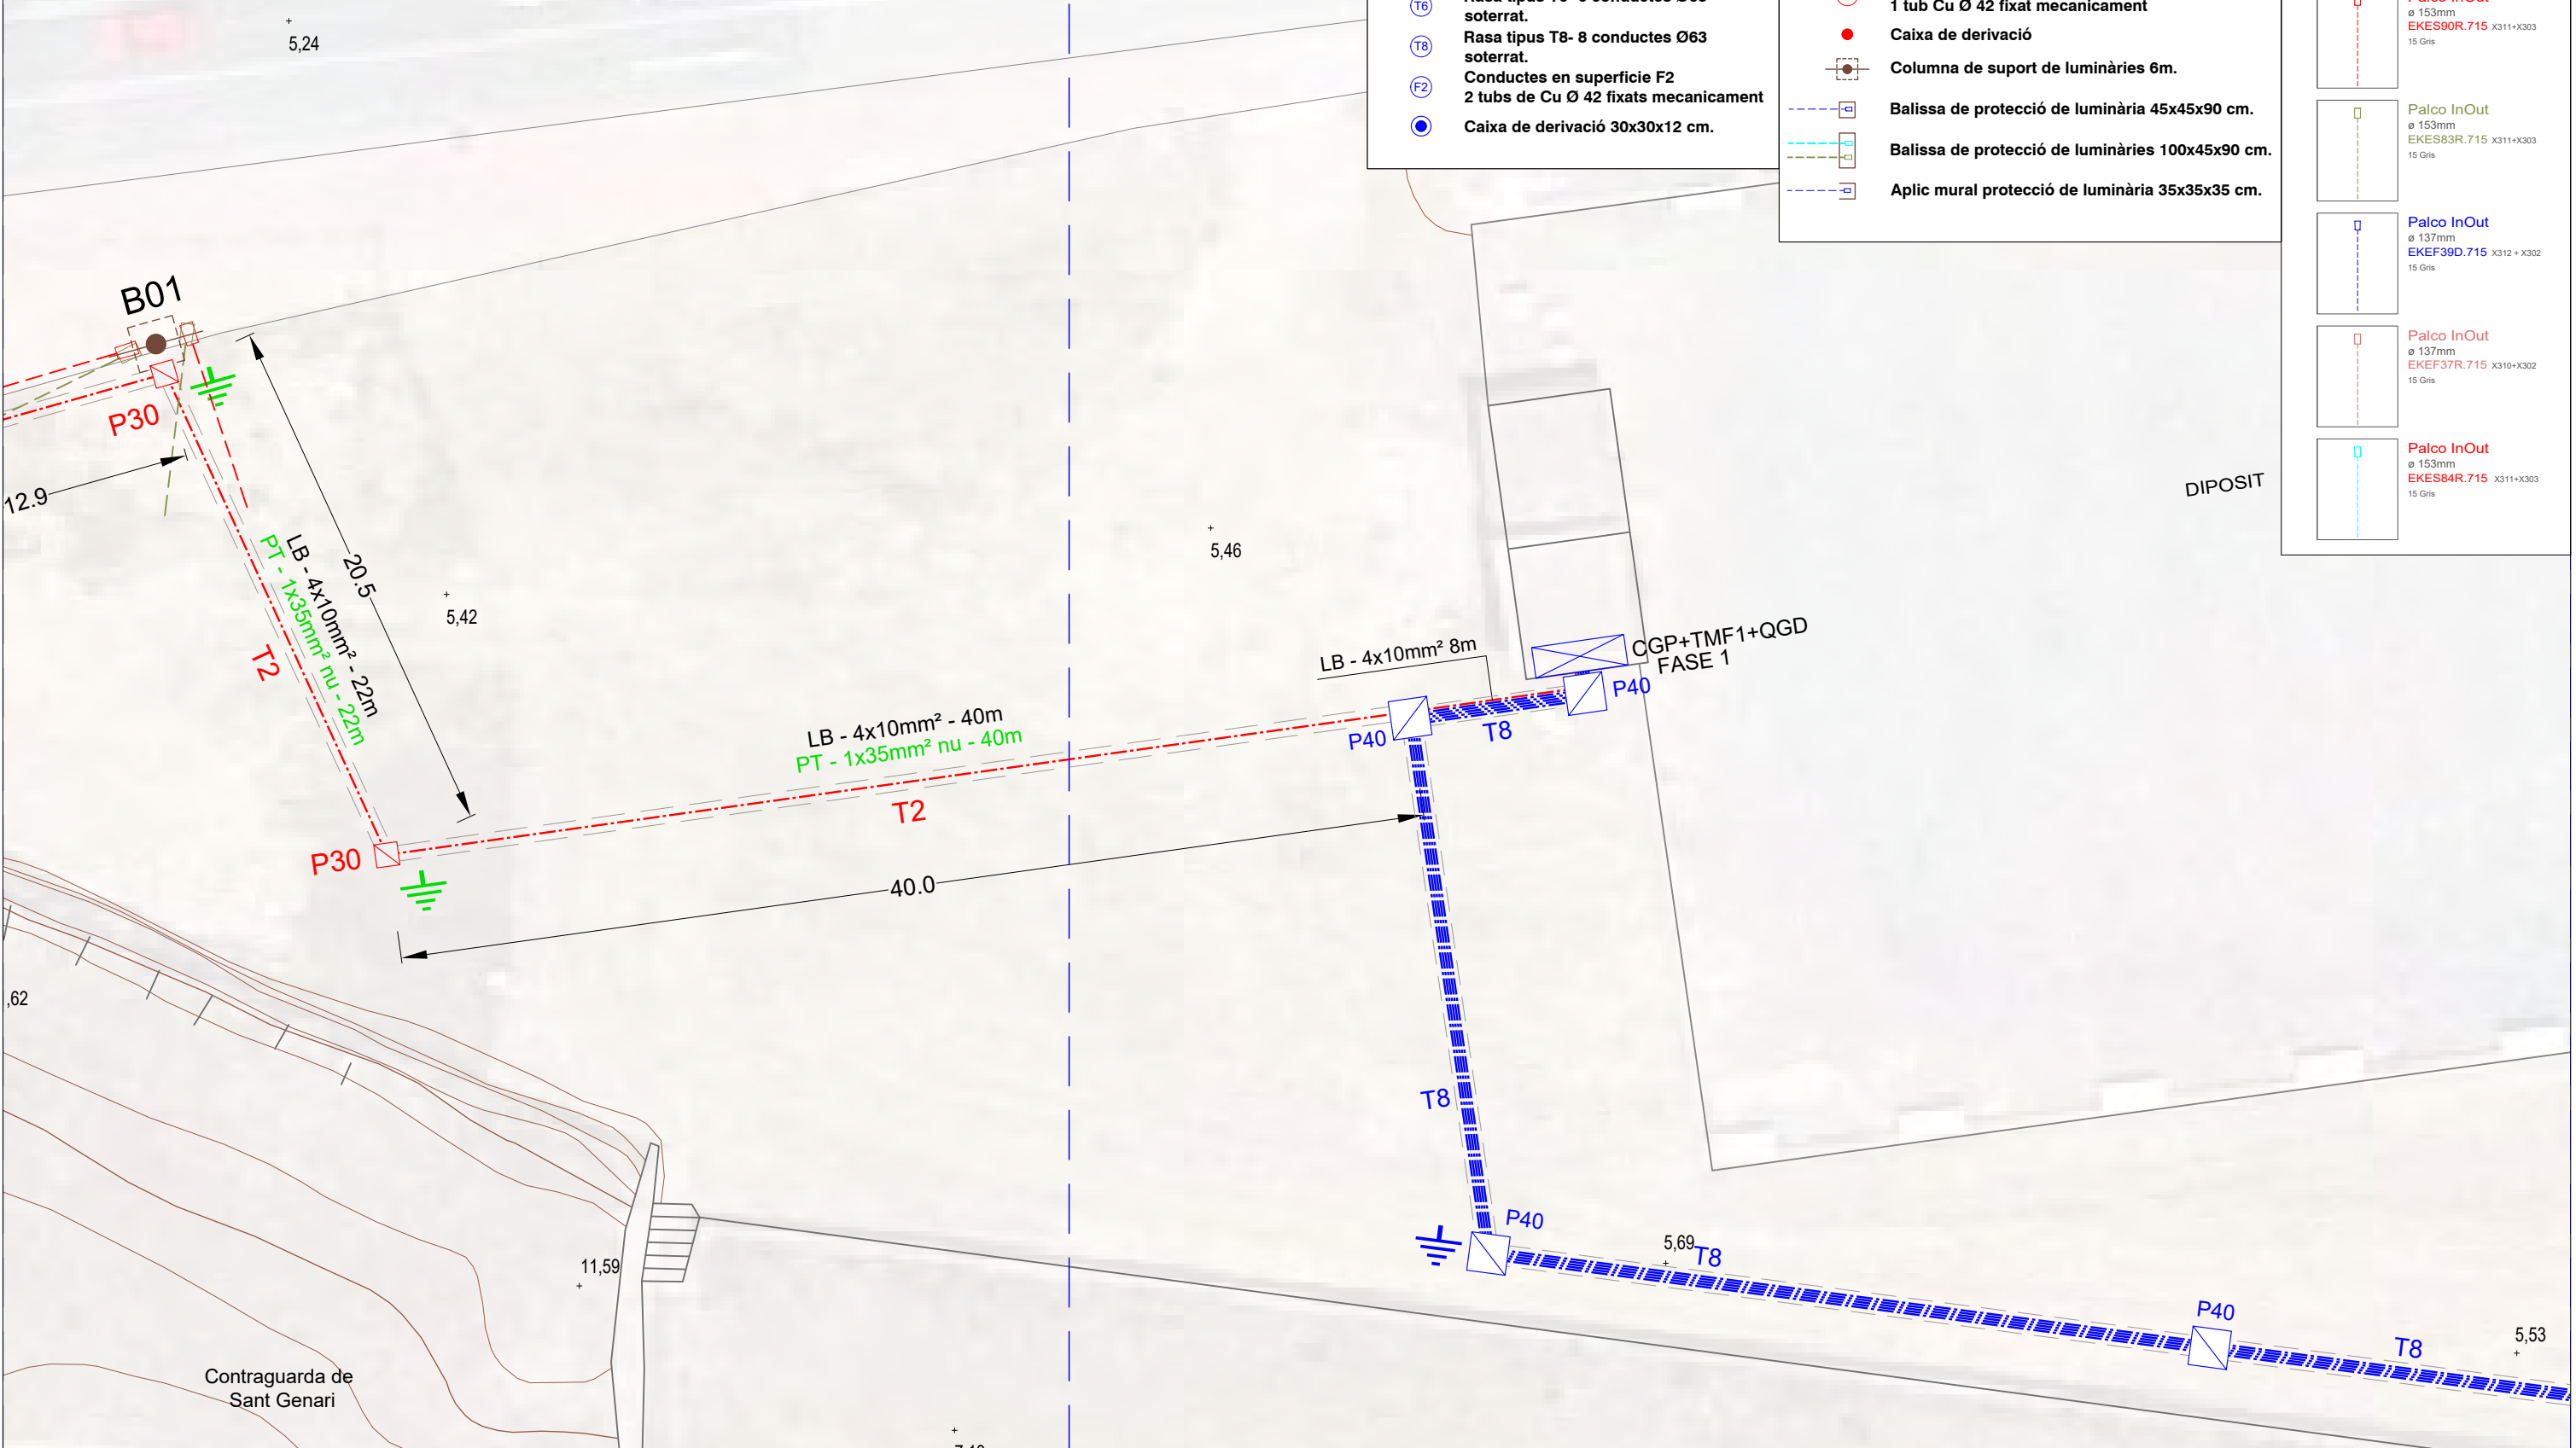 T6
soterrat.
T8
Rasa tipus T8- 8 conductes Ø63
soterrat.
F2
Conductes en superficie F2
2 tubs de Cu Ø 42 fixats mecanicament
Caixa de derivació 30x30x12 cm.
1 tub Cu Ø 42 fixat mecanicament
Caixa de derivació
Columna de suport de luminàries 6m.
Balissa de protecció de luminària 45x45x90 cm.
Balissa de protecció de luminàries 100x45x90 cm.
Aplic mural protecció de luminària 35x35x35 cm.
Palco InOut
ø 153mm
EKES90R.715 X311+X303
15 Gris
Palco InOut
ø 153mm
EKES83R.715 X311+X303
15 Gris
Palco InOut
ø 137mm
EKEF39D.715 X312 + X302
15 Gris
Palco InOut
ø 137mm
EKEF37R.715 X310+X302
15 Gris
Palco InOut
ø 153mm
EKES84R.715 X311+X303
15 Gris
5,24
B01
P30
12.9
20.5
LB - 4x10mm² - 22m
PT - 1x35mm² nu - 22m
T2
5,42
5,46
DIPOSIT
CGP+TMF1+QGD
FASE 1
LB - 4x10mm² 8m
P40
P40
T8
LB - 4x10mm² - 40m
PT - 1x35mm² nu - 40m
T2
P30
40.0
,62
T8
P40
5,69
T8
11,59
P40
T8
5,53
Contraguarda de
Sant Genari